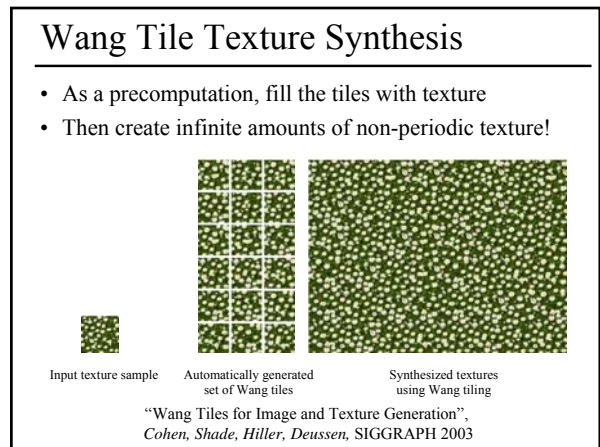 Wang Tile Texture Synthesis
• As a precomputation, fill the tiles with texture
• Then create infinite amounts of non-periodic texture!
Input texture sample
Automatically generated
set of Wang tiles
Synthesized textures
using Wang tiling
“Wang Tiles for Image and Texture Generation”,
Cohen, Shade, Hiller, Deussen, SIGGRAPH 2003